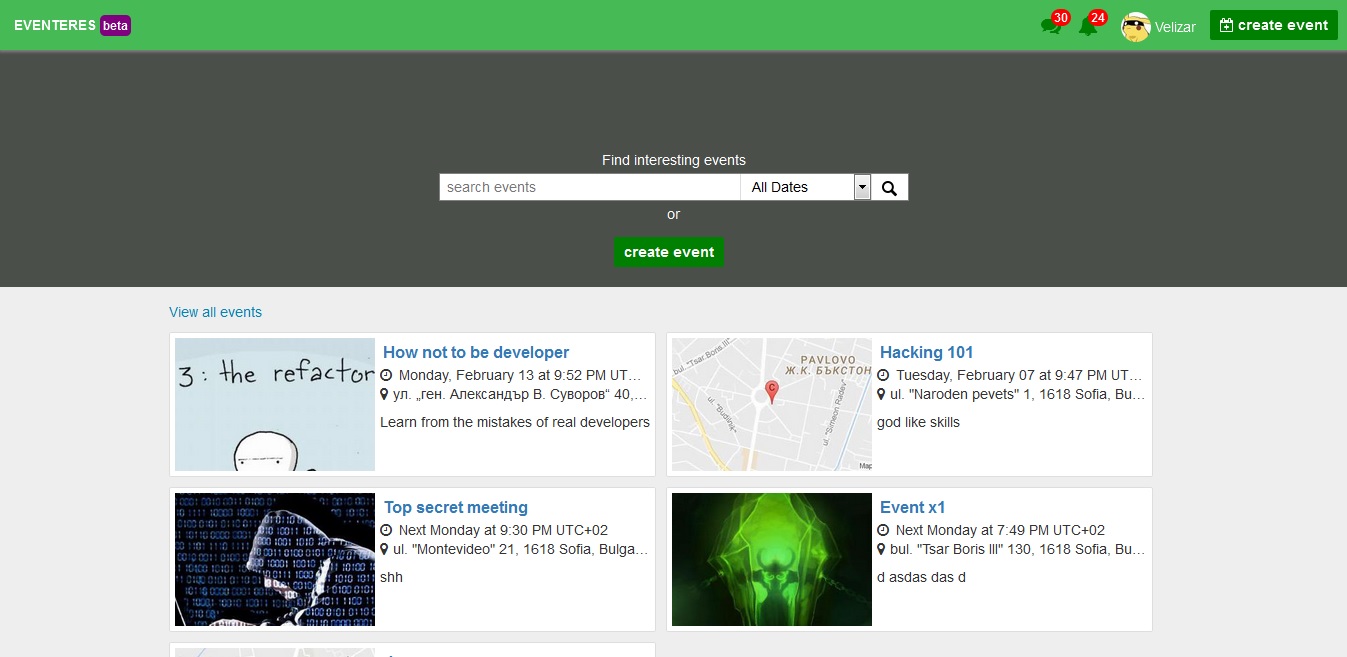 EVENTERES beta
30
24
Velizar
create event
Find interesting events
search events
All Dates
or
create event
View all events
3 : the refactor
How not to be developer
Monday, February 13 at 9:52 PM UT…
ул. „ген. Александър В. Суворов“ 40,…
Learn from the mistakes of real developers
bul. "Tsar Boris III"
PAVLOVO
Ж.К. БЪКСТОН
ul. "Budilnik"
ul. "Simeon Radev"
C
Map
Hacking 101
Tuesday, February 07 at 9:47 PM UT…
ul. "Naroden pevets" 1, 1618 Sofia, Bu…
god like skills
Top secret meeting
Next Monday at 9:30 PM UTC+02
ul. "Montevideo" 21, 1618 Sofia, Bulga…
shh
Event x1
Next Monday at 7:49 PM UTC+02
bul. "Tsar Boris III" 130, 1618 Sofia, Bu…
d asdas das d